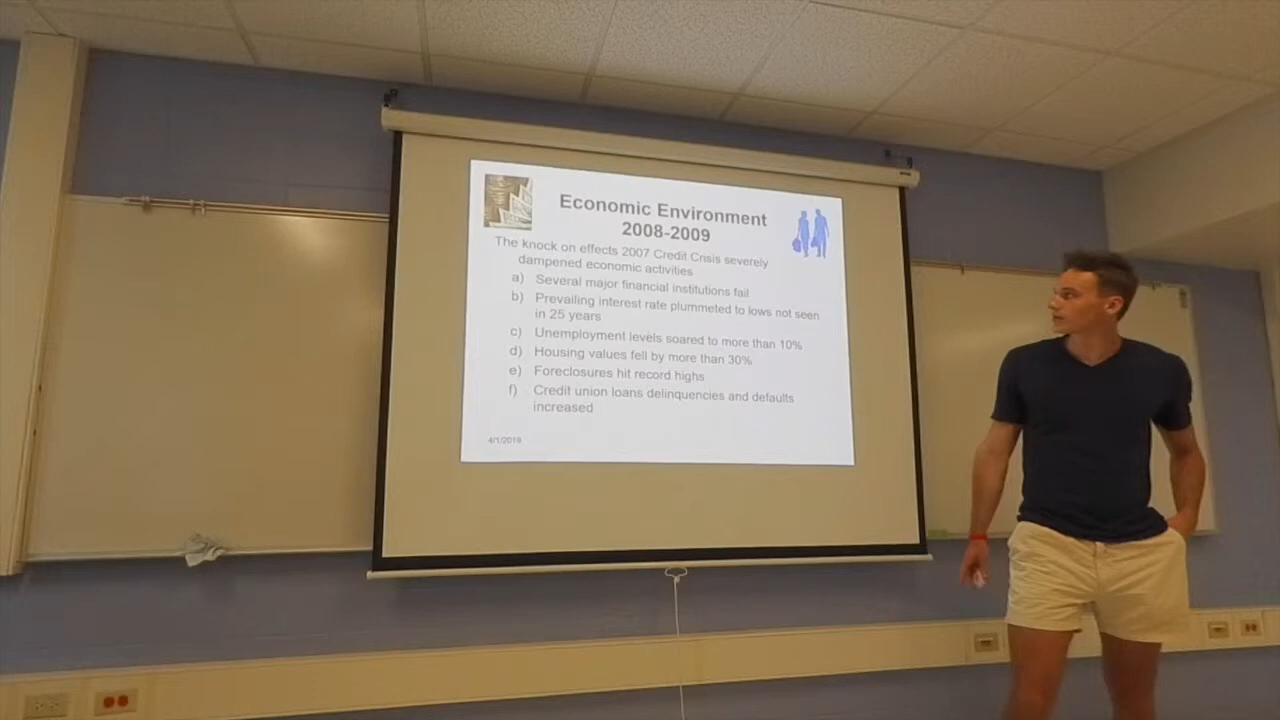 Economic Environment
2008-2009
The knock on effects 2007 Credit Crisis severely
dampened economic activities
a) Several major financial institutions fail
b) Prevailing interest rate plummeted to lows not seen
in 25 years
c) Unemployment levels soared to more than 10%
d) Housing values fell by more than 30%
e) Foreclosures hit record highs
f) Credit union loans delinquencies and defaults
increased
4/1/2019